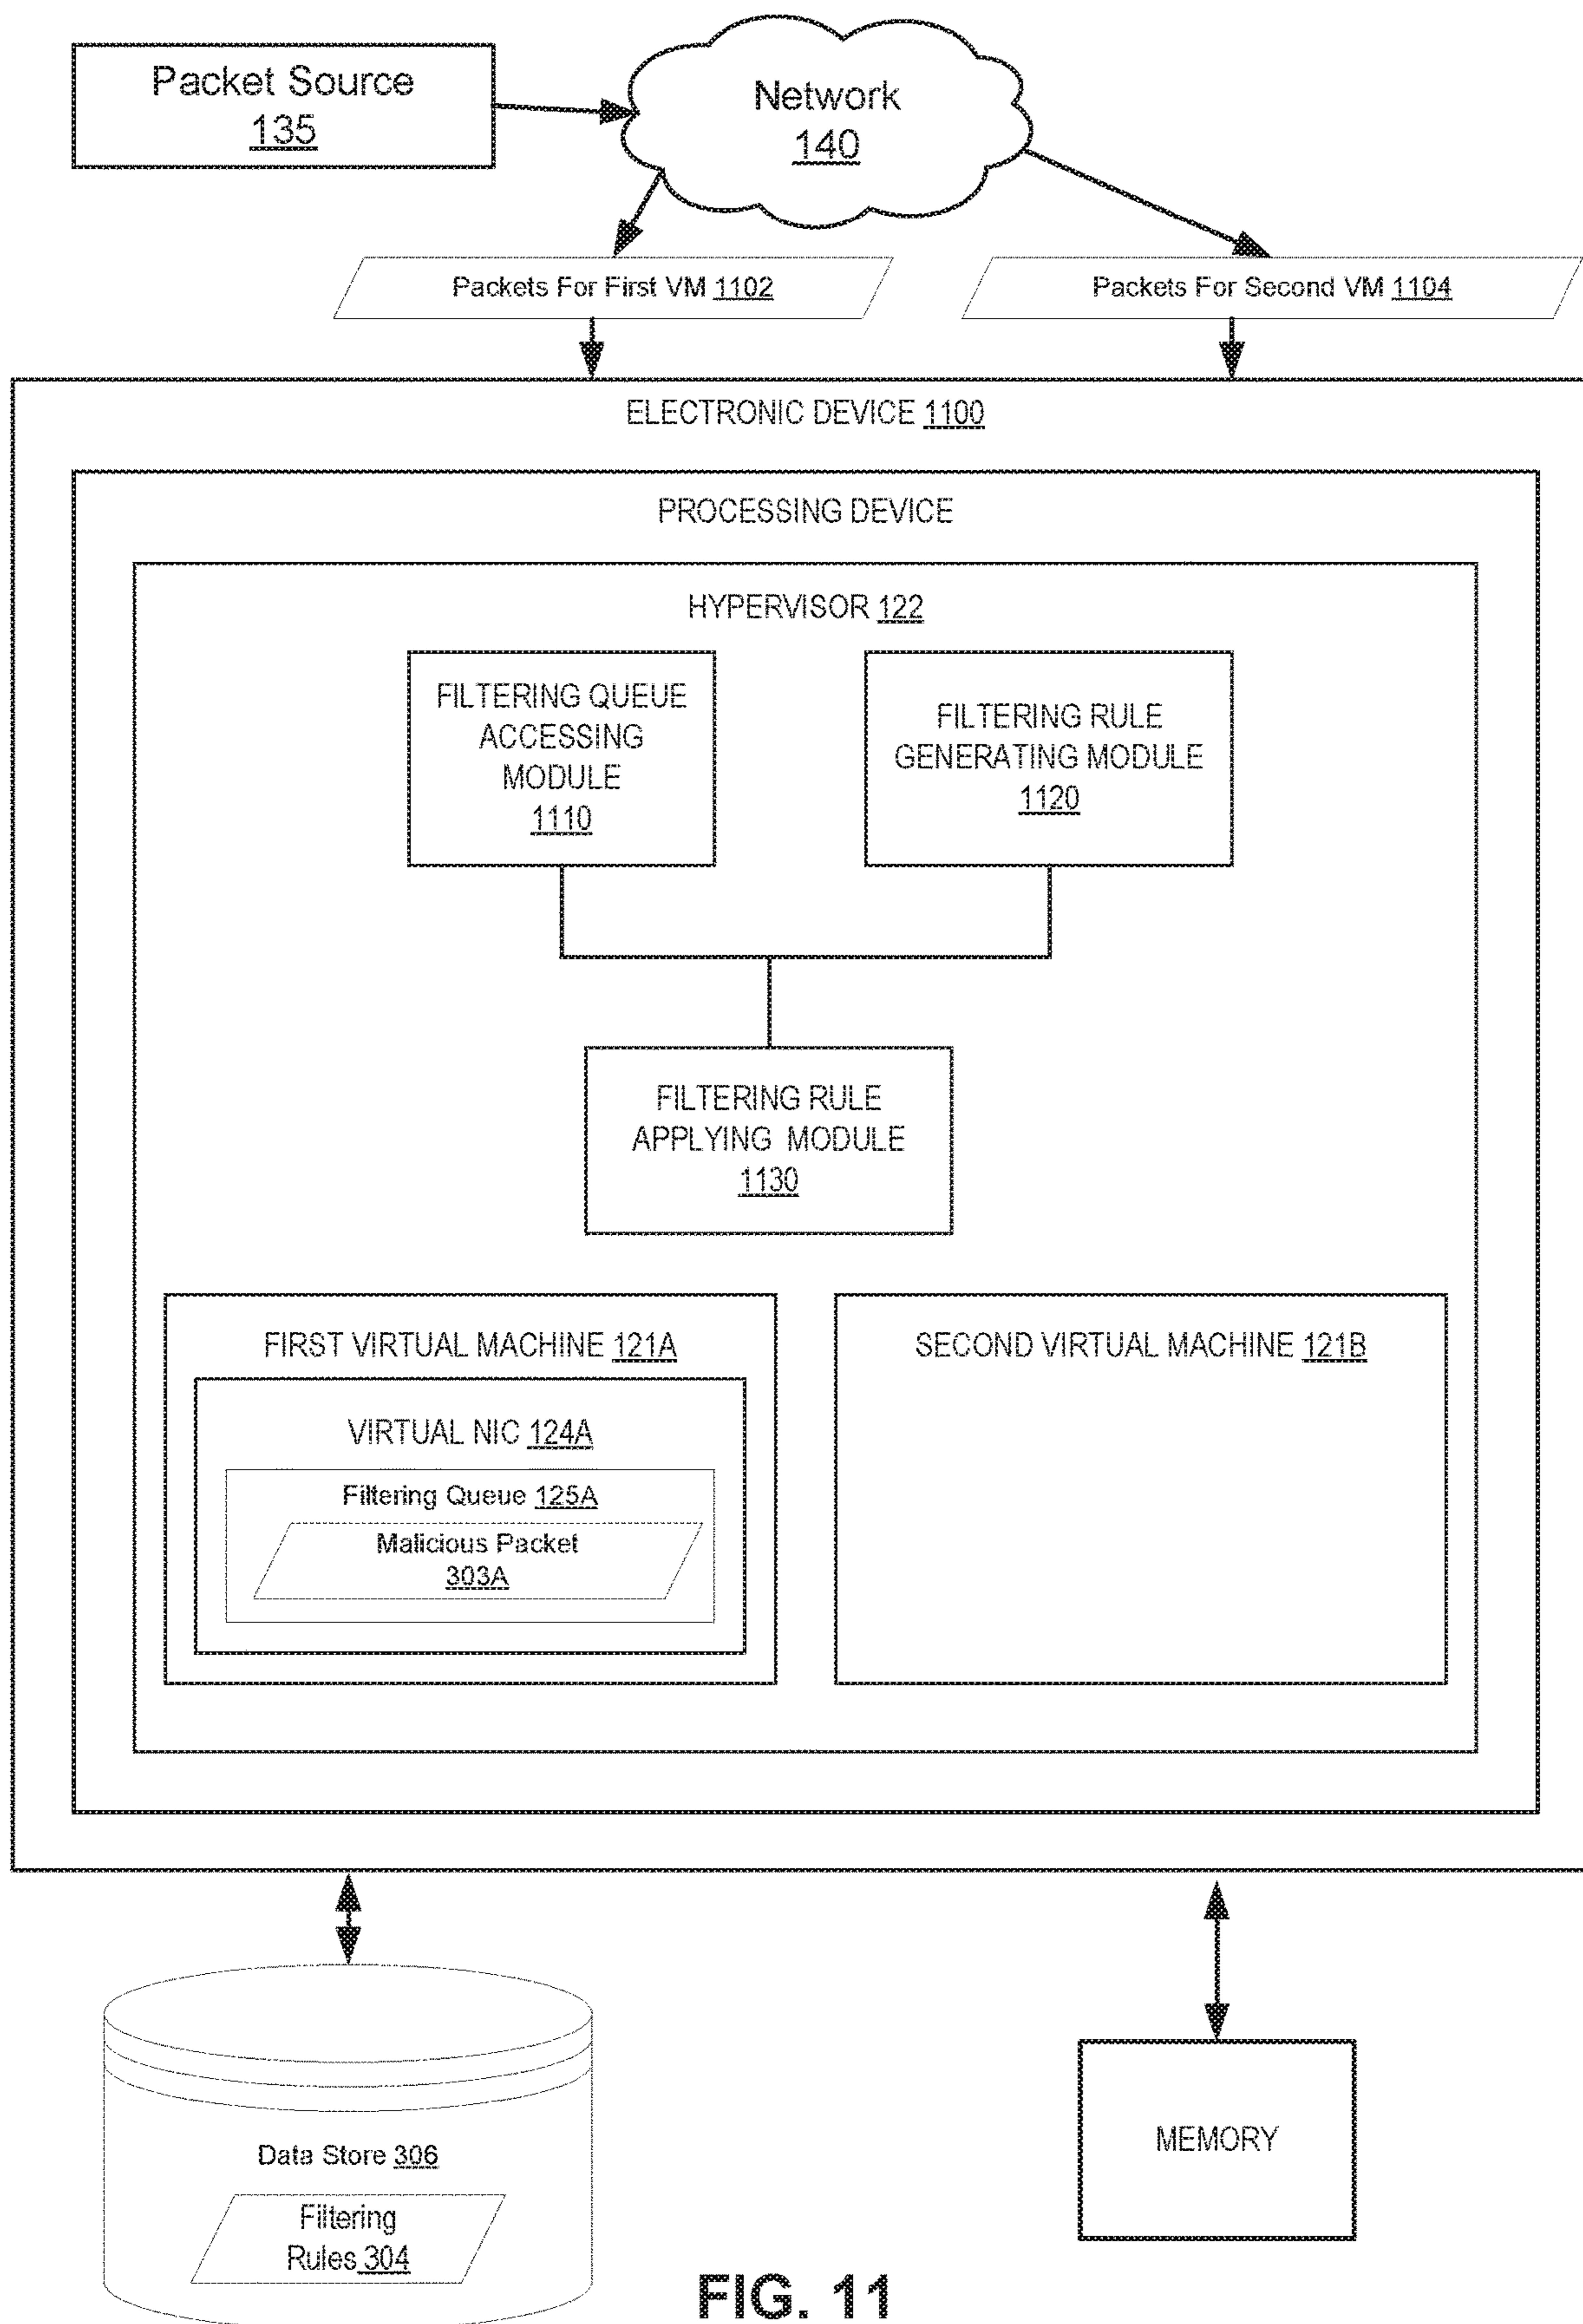 Packet Source
135
Network
140
Packets For First VM 1102
Packets For Second VM 1104
ELECTRONIC DEVICE 1100
PROCESSING DEVICE
HYPERVISOR 122
FILTERING QUEUE
ACCESSING
MODULE
1110
FILTERING RULE
GENERATING MODULE
1120
FILTERING RULE
APPLYING MODULE
1130
FIRST VIRTUAL MACHINE 121A
VIRTUAL NIC 124A
Filtering Queue 125A
Malicious Packet
303A
SECOND VIRTUAL MACHINE 121B
Data Store 306
Filtering
Rules 304
MEMORY
FIG. 11